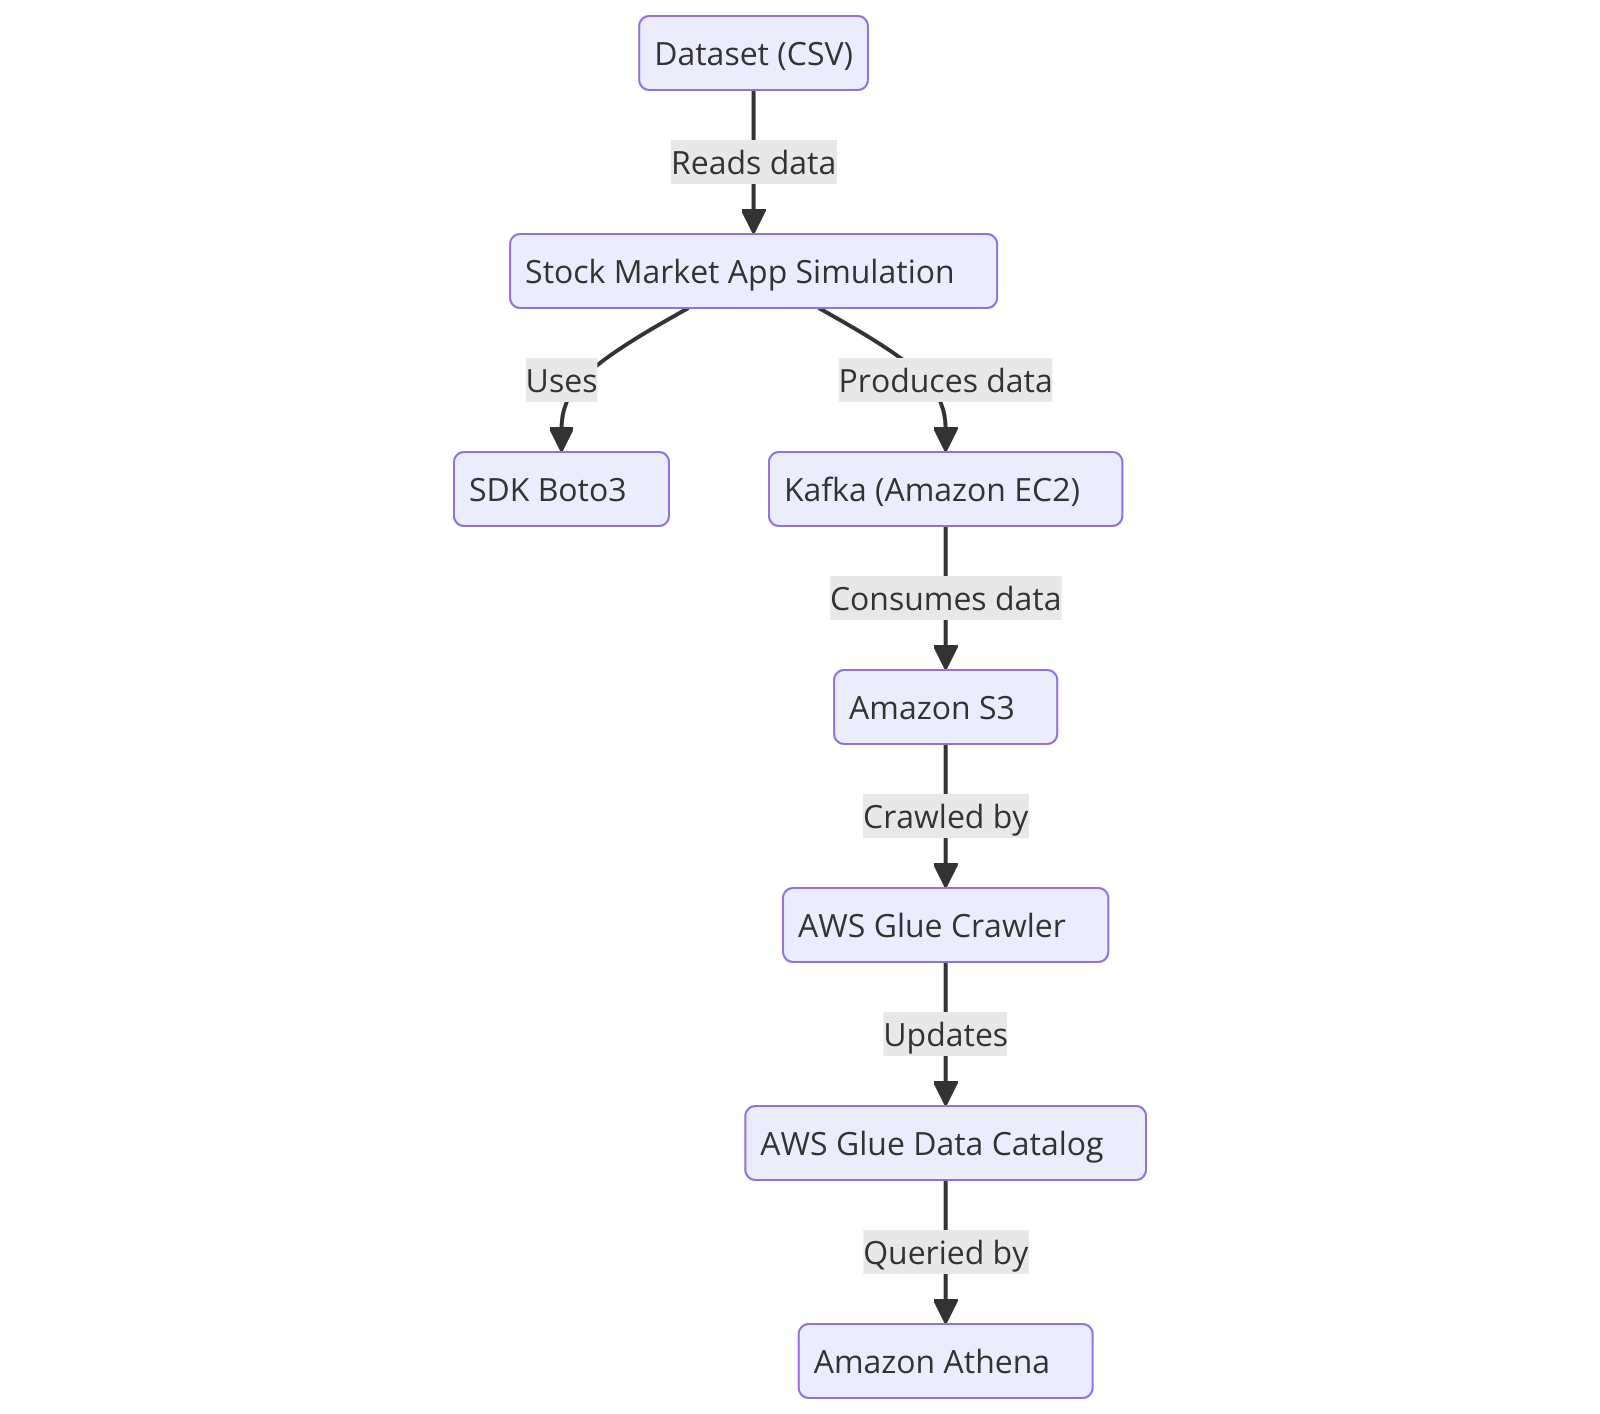 Dataset (CSV)
Reads data
Stock Market App Simulation
Uses
Produces data
SDK Boto3
Kafka (Amazon EC2)
Consumes data
Amazon S3
Crawled by
AWS Glue Crawler
Updates
AWS Glue Data Catalog
Queried by
Amazon Athena